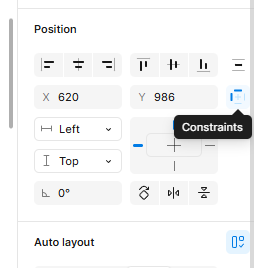 Position
X 620 Y 986
Constraints
Left
Top
0°
Auto layout